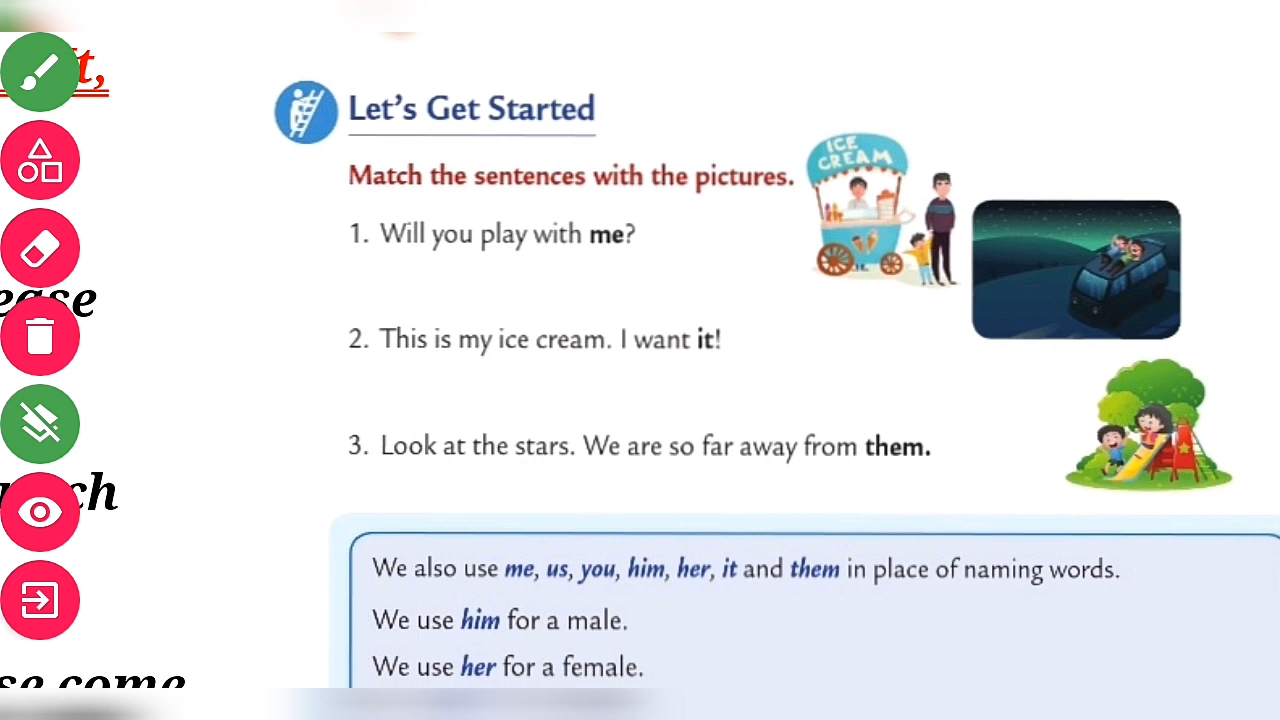 it,
Let's Get Started
ICE
CREAM
Match the sentences with the pictures.
1. Will you play with me?
2. This is my ice cream. I want it!
3. Look at the stars. We are so far away from them.
We also use me, us, you, him, her, it and them in place of naming words.
We use him for a male.
We use her for a female.
come